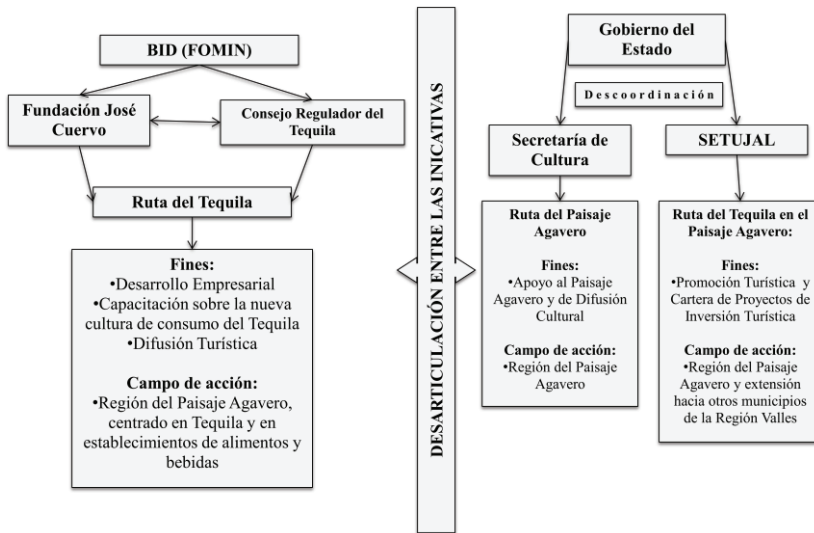 BID (FOMIN)
Fundación José
Cuervo
Consejo Regulador del
Tequila
Ruta del Tequila
Fines:
•Desarrollo Empresarial
•Capacitación sobre la nueva
cultura de consumo del Tequila
•Difusión Turística
Campo de acción:
•Región del Paisaje Agavero,
centrado en Tequila y en
establecimientos de alimentos y
bebidas
DESARTICULACIÓN ENTRE LAS INICATIVAS
Gobierno del
Estado
Descoordinación
Secretaría de
Cultura
SETUJAL
Ruta del Paisaje
Agavero
Fines:
•Apoyo al Paisaje
Agavero y de Difusión
Cultural
Campo de acción:
•Región del Paisaje
Agavero
Ruta del Tequila en el
Paisaje Agavero:
Fines:
•Promoción Turística y
Cartera de Proyectos de
Inversión Turística
Campo de acción:
•Región del Paisaje
Agavero y extensión
hacia otros municipios
de la Región Valles